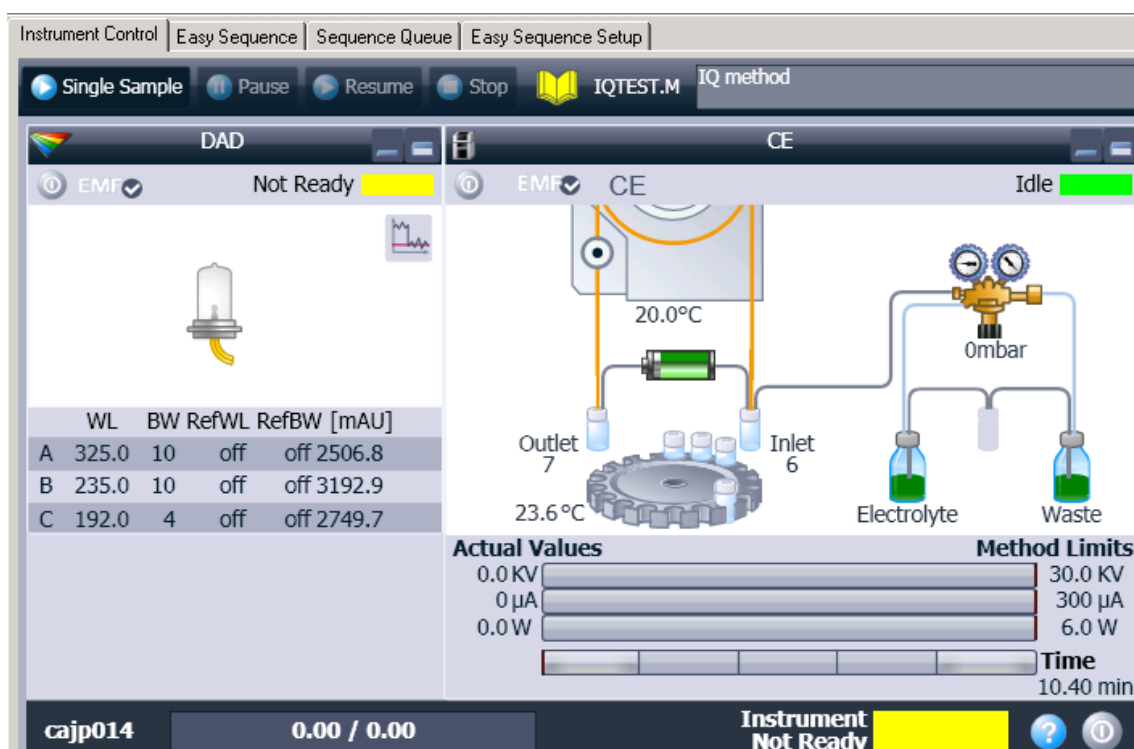 Instrument Control Easy Sequence Sequence Queue Easy Sequence Setup
Single Sample Pause Resume Stop IQTEST.M IQ method
DAD
EMF Not Ready
WL BW RefWL RefBW [mAU]
A 325.0 10 off off 2506.8
B 235.0 10 off off 3192.9
C 192.0 4 off off 2749.7
CE
EMF CE Idle
20.0°C
0mbar
Outlet
7
Inlet
6
23.6°C
Electrolyte
Waste
Actual Values Method Limits
0.0 KV 30.0 KV
0 µA 300 µA
0.0 W 6.0 W
Time
10.40 min
cajp014 0.00 / 0.00 Instrument
Not Ready
?